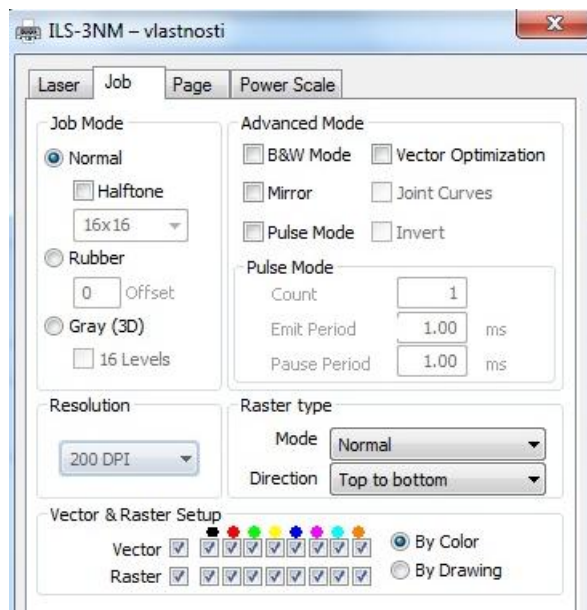 ILS-3NM – vlastnosti
Laser Job Page Power Scale
Job Mode
Normal
Halftone
16x16
Rubber
0 Offset
Gray (3D)
16 Levels
Advanced Mode
B&W Mode Vector Optimization
Mirror Joint Curves
Pulse Mode Invert
Pulse Mode
Count 1
Emit Period 1.00 ms
Pause Period 1.00 ms
Resolution
200 DPI
Raster type
Mode Normal
Direction Top to bottom
Vector & Raster Setup
Vector By Color
Raster By Drawing